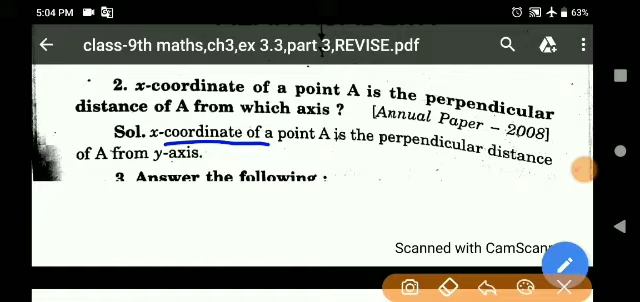 5:04 PM
63%
class-9th maths,ch3,ex 3.3,part 3,REVISE.pdf
2. x-coordinate of a point A is the perpendicular
distance of A from which axis ? [Annual Paper – 2008]
Sol. x-coordinate of a point A is the perpendicular distance
of A from y-axis.
3. Answer the following :
Scanned with CamScann